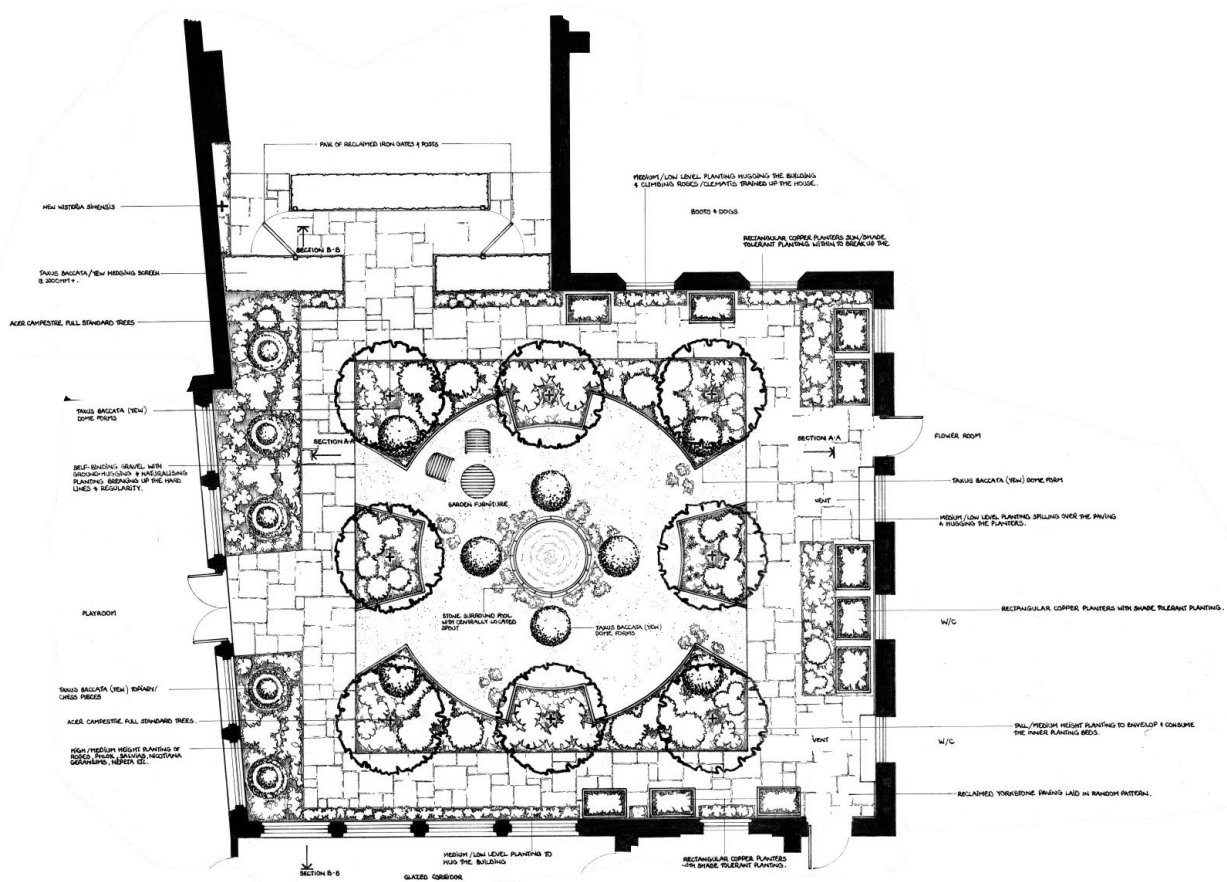 PAIR OF RECLAIMED IRON GATES & POSTS
MEDIUM/LOW LEVEL PLANTING HUGGING THE BUILDING
& CLIMBING ROSES/CLEMATIS TRAINED UP THE HOUSE.
NEW WISTERIA SINENSIS
BOOTS & DOGS
RECTANGULAR COPPER PLANTERS SUN/SHADE
TOLERANT PLANTING WITHIN TO BREAK UP THE
SECTION B-B
TAXUS BACCATA/YEW HEDGING SCREEN
@ 2200MM+.
ACER CAMPESTRE FULL STANDARD TREES
TAXUS BACCATA (YEW)
DOME FORMS
SECTION A-A
SECTION A-A
FLOWER ROOM
SELF-BINDING GRAVEL WITH
GROUND-HUGGING & NATURALISING
PLANTING BREAKING UP THE HARD
LINES & REGULARITY.
TAXUS BACCATA (YEW) DOME FORM
GARDEN FURNITURE.
VENT
MEDIUM/LOW LEVEL PLANTING SPILLING OVER THE PAVING
& HUGGING THE PLANTERS.
PLAYROOM
STONE SURROUND POOL
WITH CENTRALLY LOCATED
SPOUT
TAXUS BACCATA (YEW)
DOME FORMS
RECTANGULAR COPPER PLANTERS WITH SHADE TOLERANT PLANTING.
W/C
TAXUS BACCATA (YEW) TOPIARY/
CHESS PIECES
ACER CAMPESTRE FULL STANDARD TREES.
TALL/MEDIUM HEIGHT PLANTING TO ENVELOP & CONSUME
THE INNER PLANTING BEDS.
VENT
W/C
HIGH/MEDIUM HEIGHT PLANTING OF
ROSES, PHLOX, SALVIAS, NICOTIANA
GERANIUMS, NEPETA ETC.
RECLAIMED YORKSTONE PAVING LAID IN RANDOM PATTERN.
MEDIUM/LOW LEVEL PLANTING TO
HUG THE BUILDING
RECTANGULAR COPPER PLANTERS
WITH SHADE TOLERANT PLANTING.
SECTION B-B
GLAZED CORRIDOR